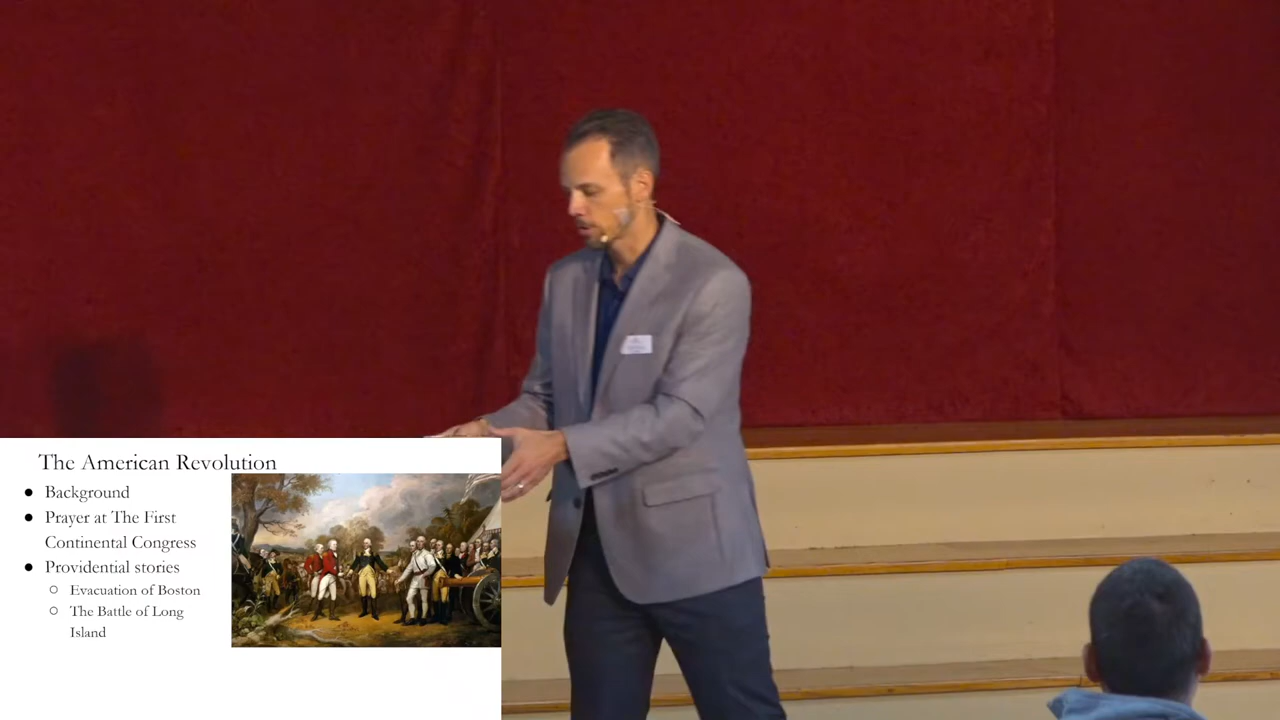 The American Revolution
● Background
● Prayer at The First
Continental Congress
● Providential stories
○ Evacuation of Boston
○ The Battle of Long
Island